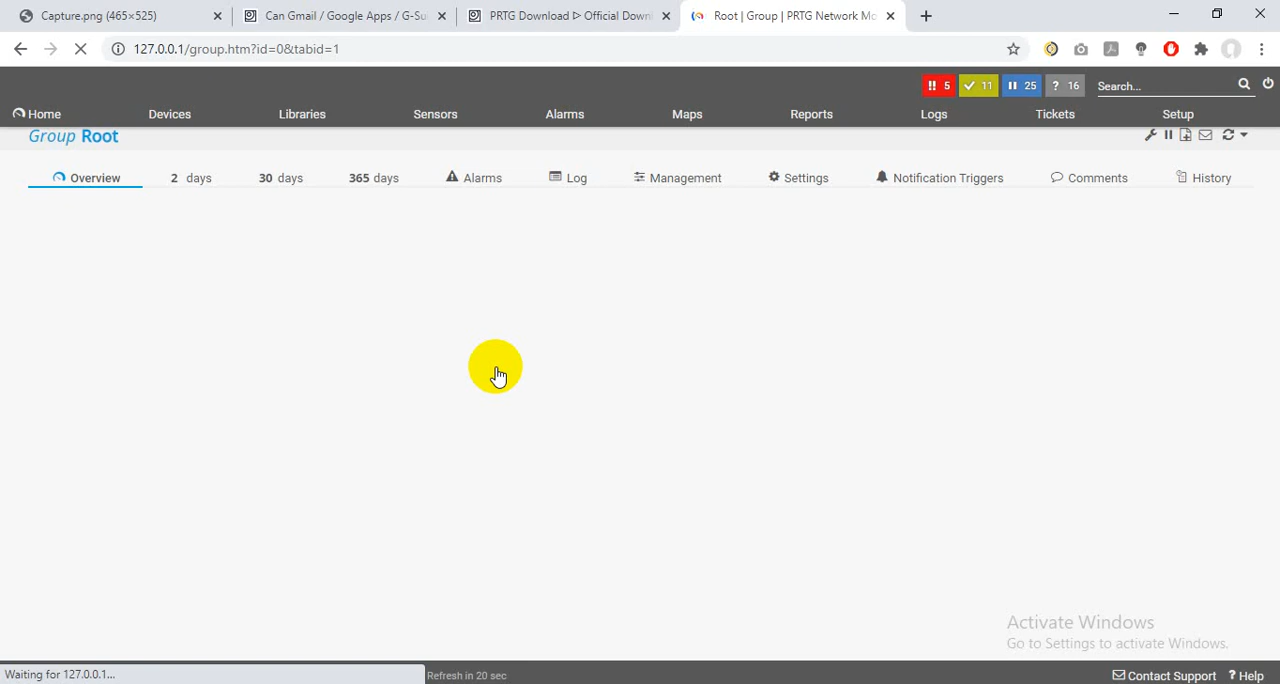 Capture.png (465×525)
Can Gmail / Google Apps / G-Su
PRTG Download ᐅ Official Down
Root | Group | PRTG Network Mo
127.0.0.1/group.htm?id=0&tabid=1
!! 5
11
25
? 16
Search...
Home
Devices
Libraries
Sensors
Alarms
Maps
Reports
Logs
Tickets
Setup
Group Root
Overview
2 days
30 days
365 days
Alarms
Log
Management
Settings
Notification Triggers
Comments
History
Activate Windows
Go to Settings to activate Windows.
Waiting for 127.0.0.1...
Refresh in 20 sec
Contact Support
? Help